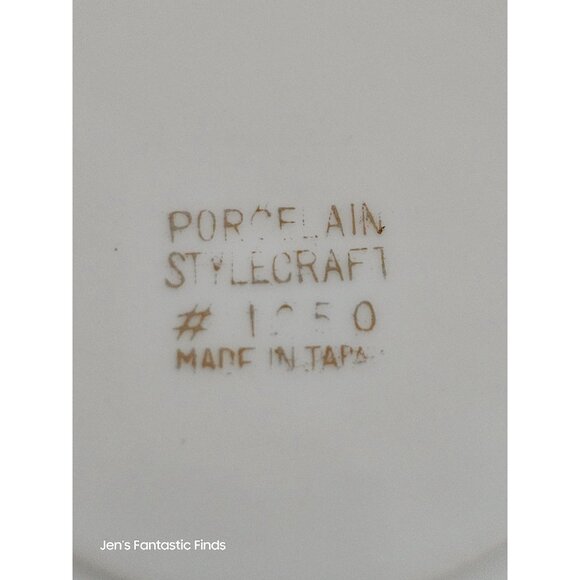 PORCELAIN
STYLECRAFT
MADE IN JAPAN
Jen's Fantastic Finds